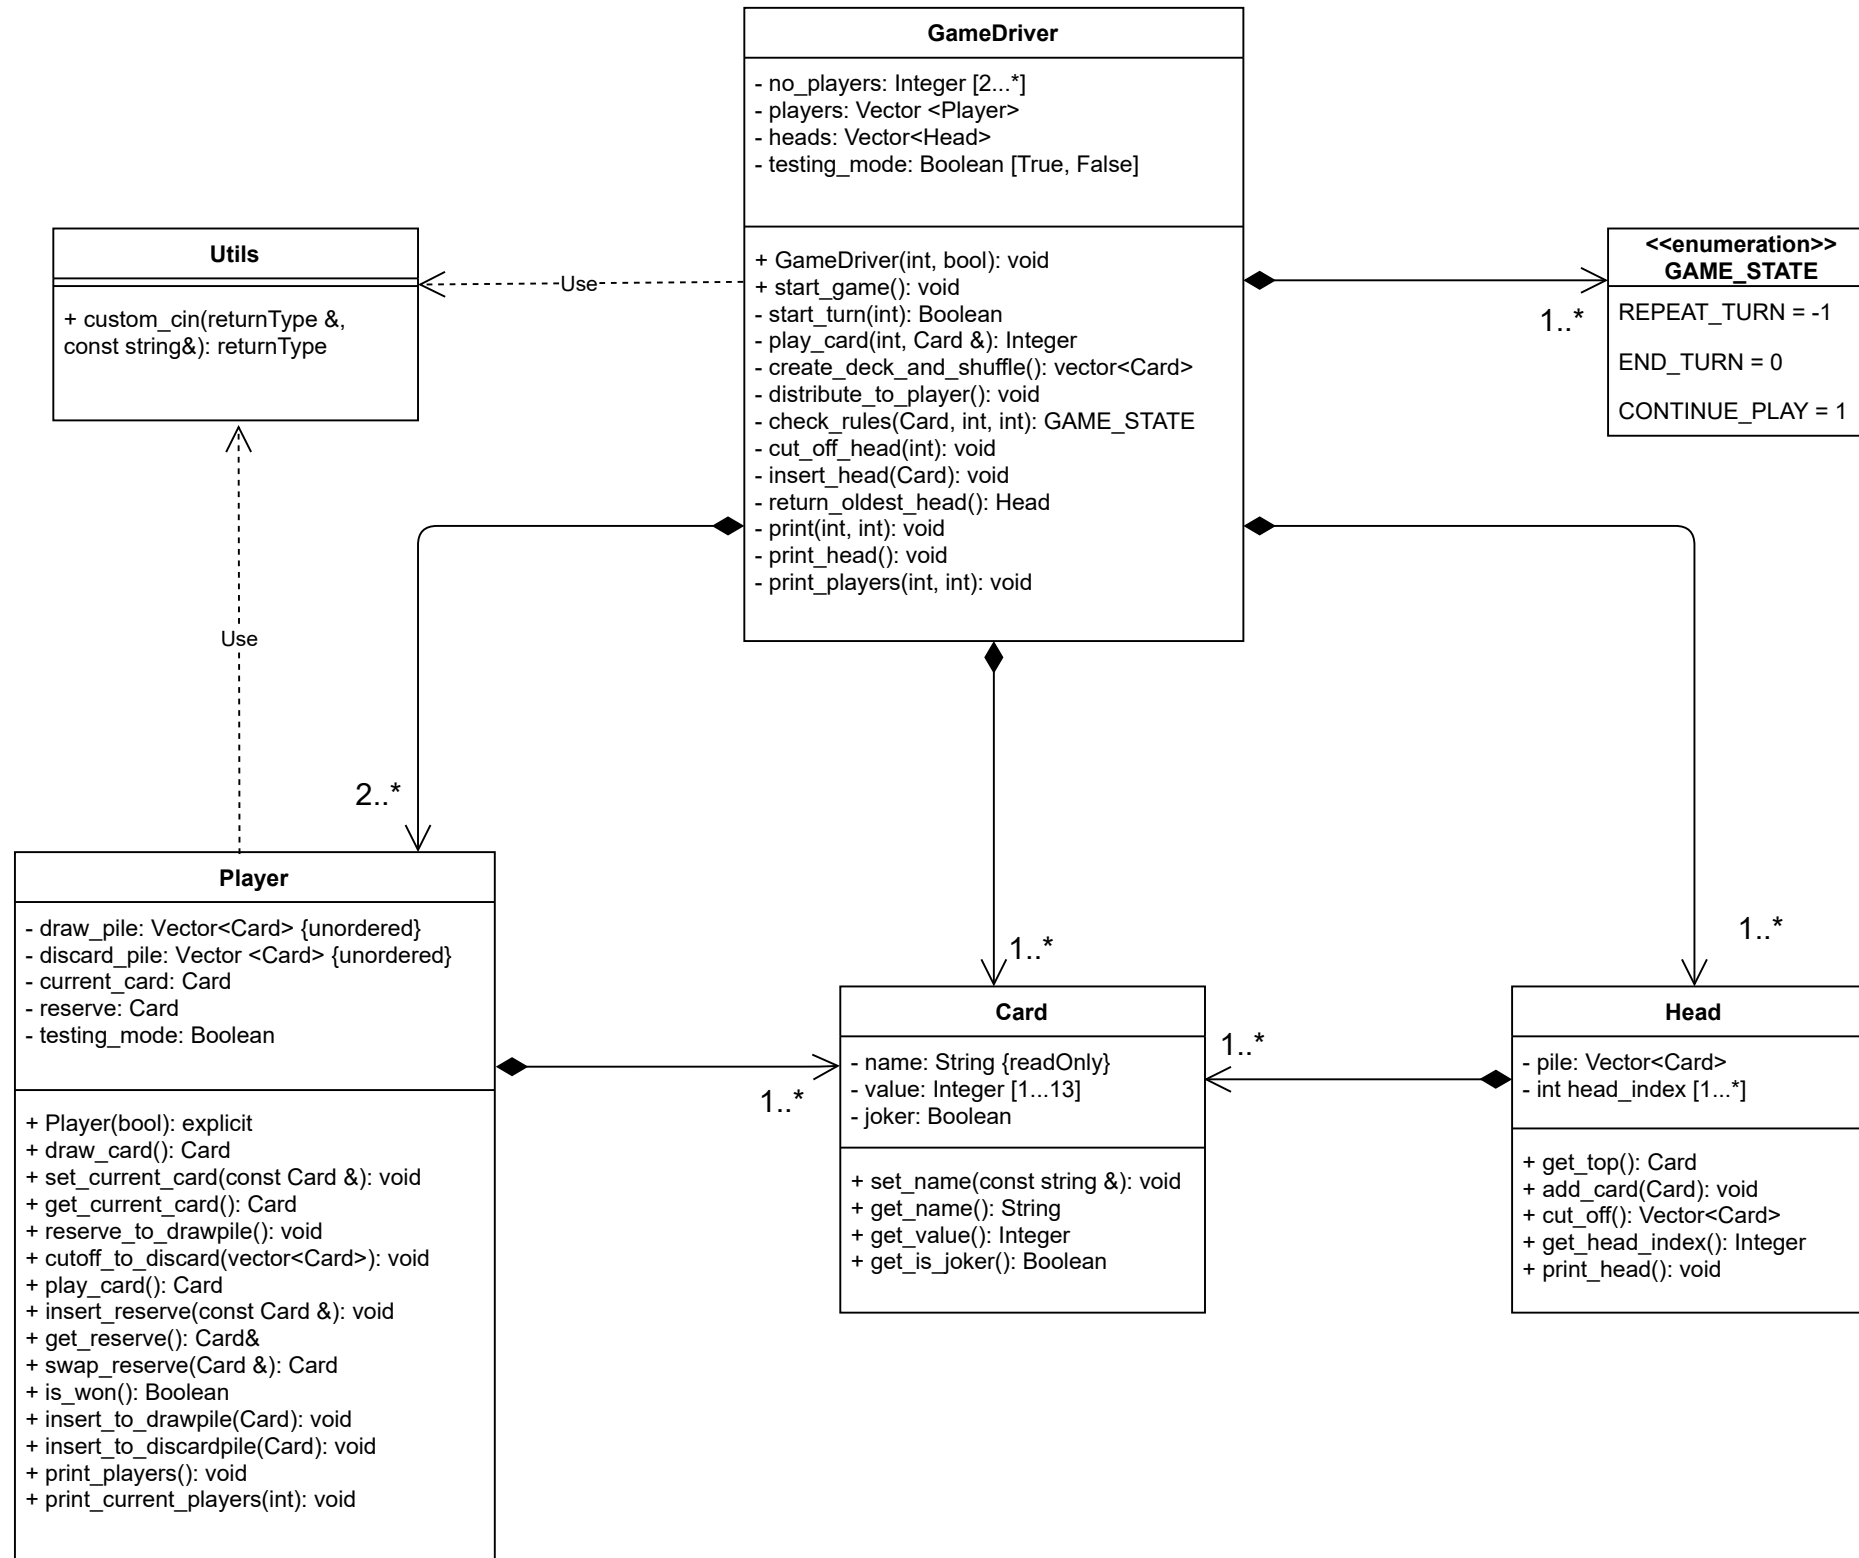 GameDriver
- no_players: Integer [2...*]
- players: Vector <Player>
- heads: Vector<Head>
- testing_mode: Boolean [True, False]
+ GameDriver(int, bool): void
+ start_game(): void
- start_turn(int): Boolean
- play_card(int, Card &): Integer
- create_deck_and_shuffle(): vector<Card>
- distribute_to_player(): void
- check_rules(Card, int, int): GAME_STATE
- cut_off_head(int): void
- insert_head(Card): void
- return_oldest_head(): Head
- print(int, int): void
- print_head(): void
- print_players(int, int): void
Utils
+ custom_cin(returnType &,
const string&): returnType
Use
<<enumeration>>
GAME_STATE
REPEAT_TURN = -1
END_TURN = 0
CONTINUE_PLAY = 1
1..*
Use
2..*
1..*
1..*
Player
- draw_pile: Vector<Card> {unordered}
- discard_pile: Vector <Card> {unordered}
- current_card: Card
- reserve: Card
- testing_mode: Boolean
+ Player(bool): explicit
+ draw_card(): Card
+ set_current_card(const Card &): void
+ get_current_card(): Card
+ reserve_to_drawpile(): void
+ cutoff_to_discard(vector<Card>): void
+ play_card(): Card
+ insert_reserve(const Card &): void
+ get_reserve(): Card&
+ swap_reserve(Card &): Card
+ is_won(): Boolean
+ insert_to_drawpile(Card): void
+ insert_to_discardpile(Card): void
+ print_players(): void
+ print_current_players(int): void
1..*
Card
- name: String {readOnly}
- value: Integer [1...13]
- joker: Boolean
+ set_name(const string &): void
+ get_name(): String
+ get_value(): Integer
+ get_is_joker(): Boolean
1..*
Head
- pile: Vector<Card>
- int head_index [1...*]
+ get_top(): Card
+ add_card(Card): void
+ cut_off(): Vector<Card>
+ get_head_index(): Integer
+ print_head(): void